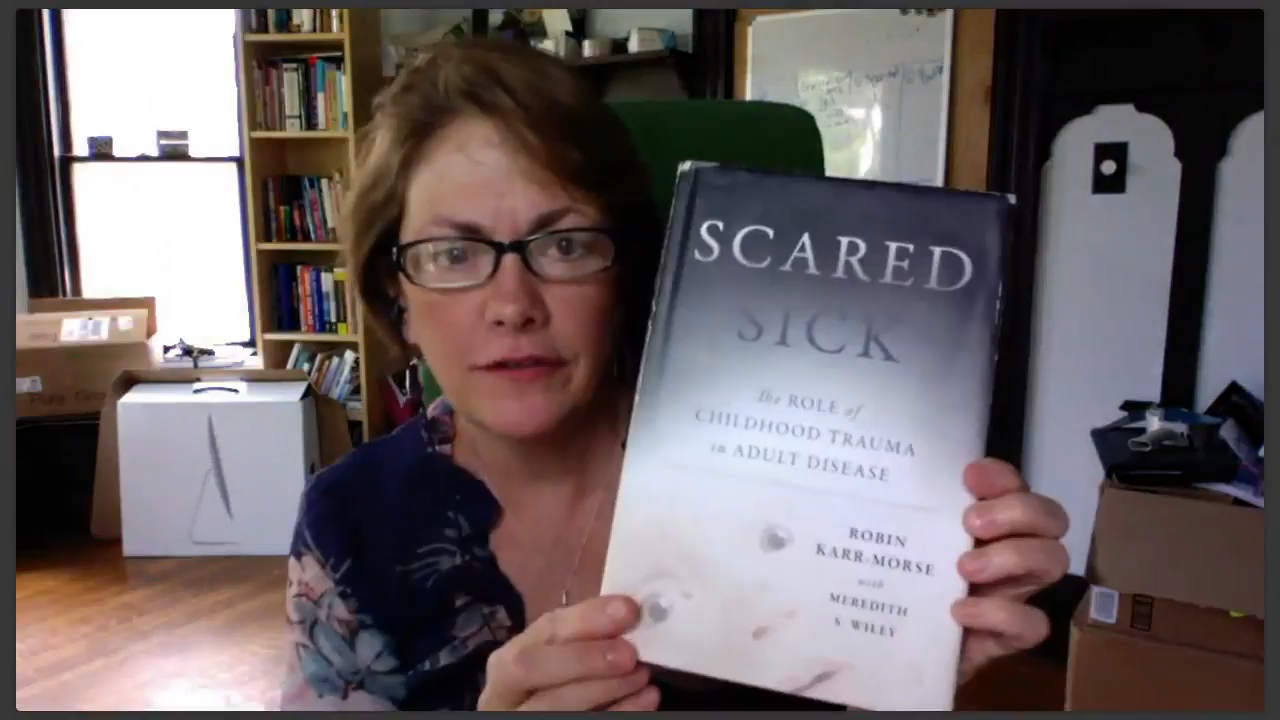 SCARED
SICK
The ROLE of
CHILDHOOD TRAUMA
in ADULT DISEASE
ROBIN
KARR-MORSE
with
MEREDITH
S. WILEY